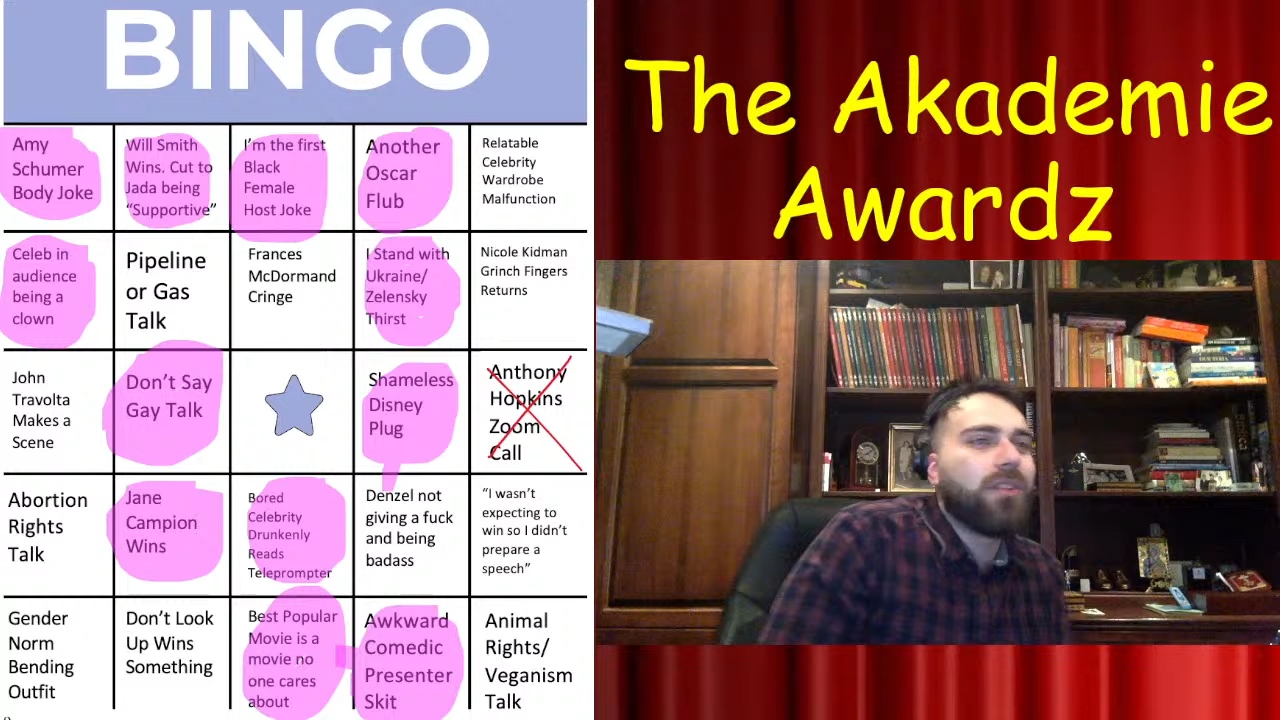 BINGO
The Akademie
Awardz
Amy
Schumer
Body Joke
Will Smith
Wins. Cut to
Jada being
“Supportive”
I’m the first
Black
Female
Host Joke
Another
Oscar
Flub
Relatable
Celebrity
Wardrobe
Malfunction
Celeb in
audience
being a
clown
Pipeline
or Gas
Talk
Frances
McDormand
Cringe
I Stand with
Ukraine/
Zelensky
Thirst
Nicole Kidman
Grinch Fingers
Returns
John
Travolta
Makes a
Scene
Don’t Say
Gay Talk
Shameless
Disney
Plug
Anthony
Hopkins
Zoom
Call
Abortion
Rights
Talk
Jane
Campion
Wins
Bored
Celebrity
Drunkenly
Reads
Teleprompter
Denzel not
giving a fuck
and being
badass
“I wasn’t
expecting to
win so I didn’t
prepare a
speech”
Gender
Norm
Bending
Outfit
Don’t Look
Up Wins
Something
Best Popular
Movie is a
movie no
one cares
about
Awkward
Comedic
Presenter
Skit
Animal
Rights/
Veganism
Talk